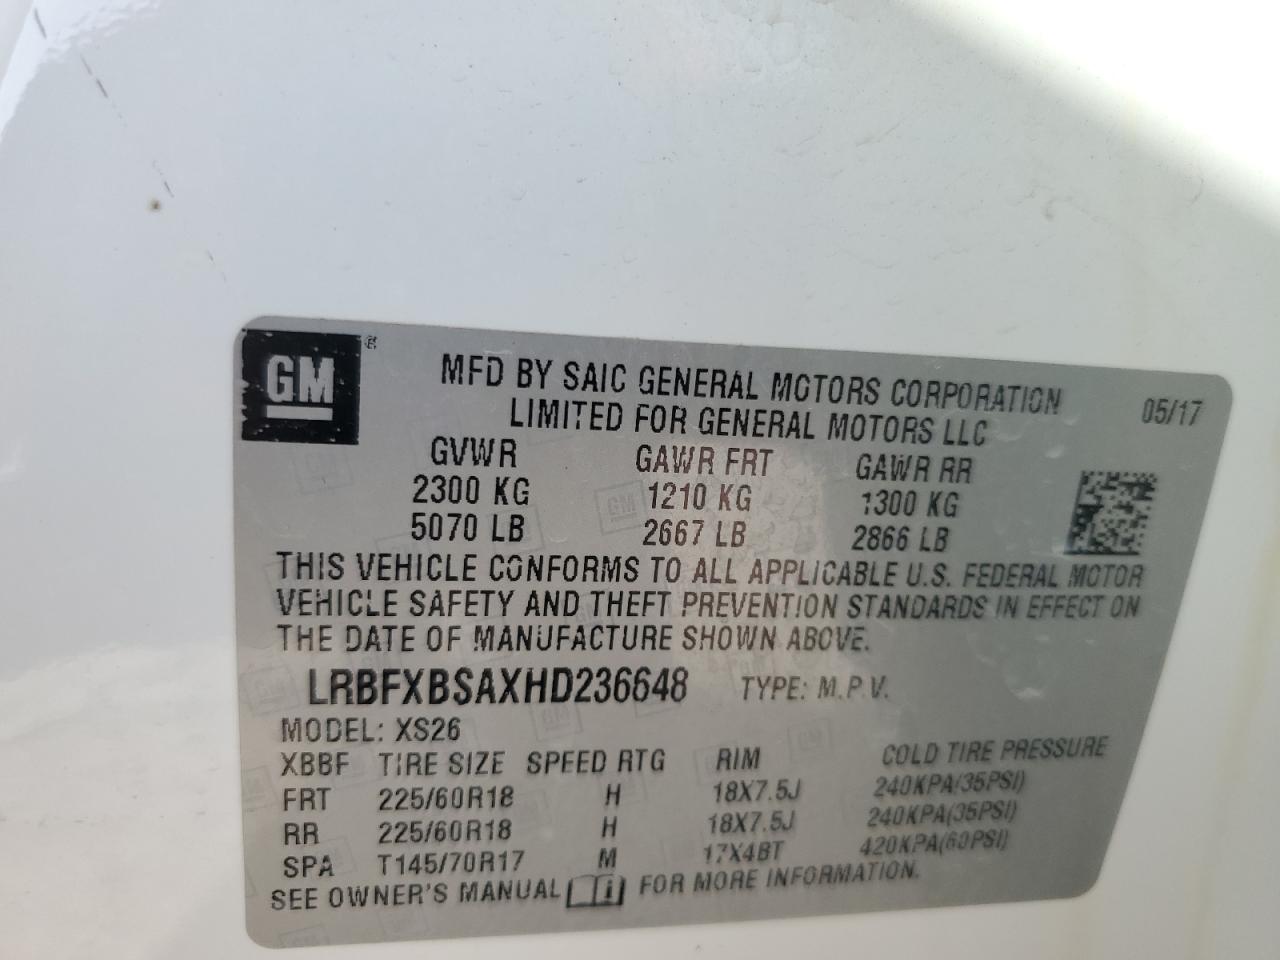 GM ®
MFD BY SAIC GENERAL MOTORS CORPORATION 05/17
LIMITED FOR GENERAL MOTORS LLC
GVWR GAWR FRT GAWR RR
2300 KG 1210 KG 1300 KG
5070 LB 2667 LB 2866 LB
THIS VEHICLE CONFORMS TO ALL APPLICABLE U.S. FEDERAL MOTOR
VEHICLE SAFETY AND THEFT PREVENTION STANDARDS IN EFFECT ON
THE DATE OF MANUFACTURE SHOWN ABOVE.
LRBFXBSAXHD236648 TYPE: M.P.V.
MODEL: XS26
XBBF TIRE SIZE SPEED RTG RIM COLD TIRE PRESSURE
FRT 225/60R18 H 18X7.5J 240KPA(35PSI)
RR 225/60R18 H 18X7.5J 240KPA(35PSI)
SPA T145/70R17 M 17X4BT 420KPA(60PSI)
SEE OWNER'S MANUAL i FOR MORE INFORMATION.